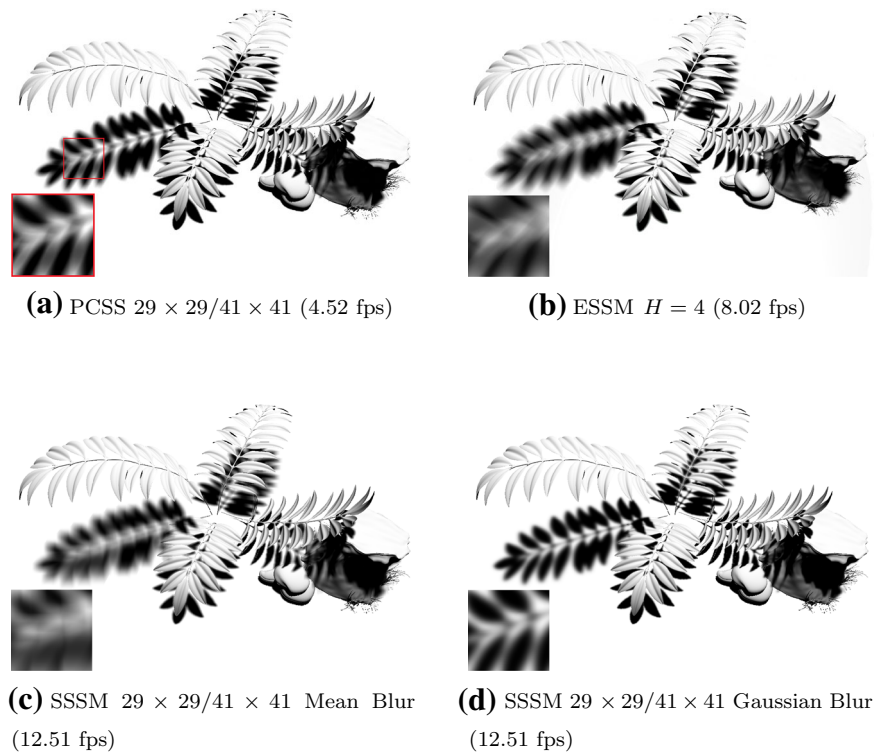 (a) PCSS 29 × 29/41 × 41 (4.52 fps)
(b) ESSM H = 4 (8.02 fps)
(c) SSSM 29 × 29/41 × 41 Mean Blur
(12.51 fps)
(d) SSSM 29 × 29/41 × 41 Gaussian Blur
(12.51 fps)